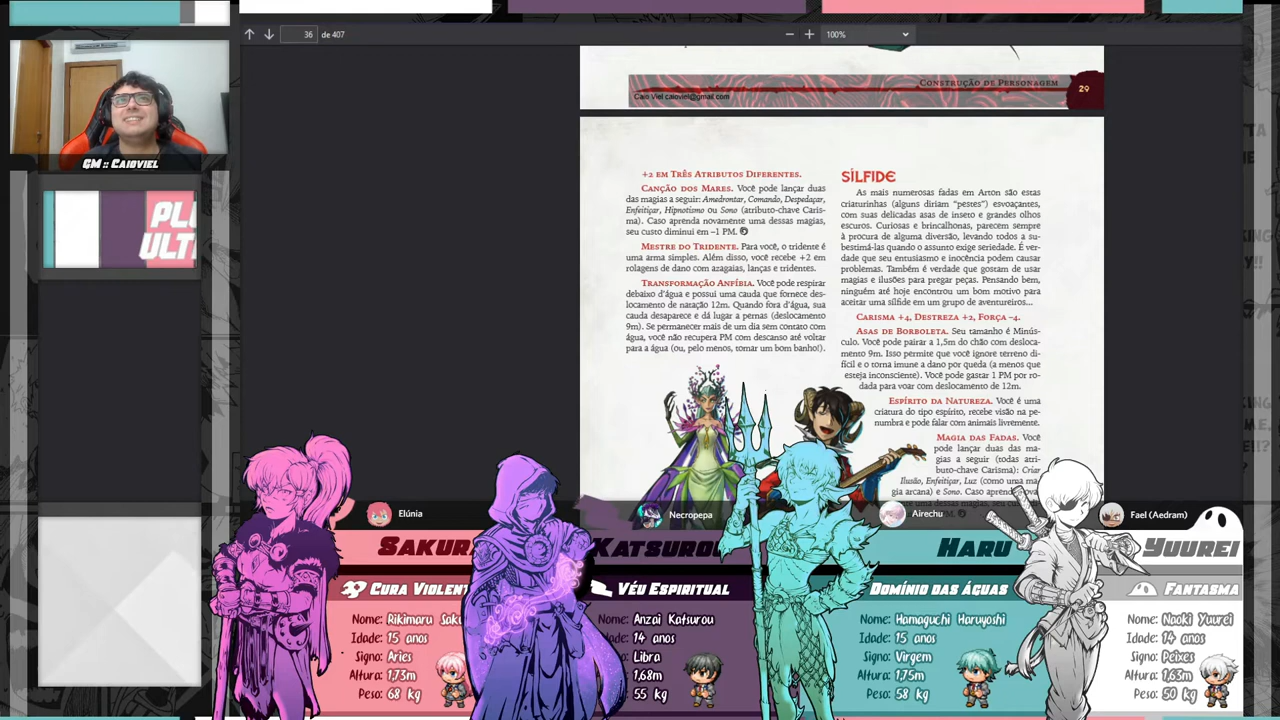 36 de 407
100%
CONSTRUÇÃO DE PERSONAGEM
29
Caio Viel caioviel@gmail.com
GM :: CAIOVIEL
PLU
ULT
+2 EM TRÊS ATRIBUTOS DIFERENTES.
CANÇÃO DOS MARES. Você pode lançar duas
das magias a seguir: Amedrontar, Comando, Despedaçar,
Enfeitiçar, Hipnotismo ou Sono (atributo-chave Caris-
ma). Caso aprenda novamente uma dessas magias,
seu custo diminui em –1 PM.
MESTRE DO TRIDENTE. Para você, o tridente é
uma arma simples. Além disso, você recebe +2 em
rolagens de dano com azagaias, lanças e tridentes.
TRANSFORMAÇÃO ANFÍBIA. Você pode respirar
debaixo d'água e possui uma cauda que fornece des-
locamento de natação 12m. Quando fora d'água, sua
cauda desaparece e dá lugar a pernas (deslocamento
9m). Se permanecer mais de um dia sem contato com
água, você não recupera PM com descanso até voltar
para a água (ou, pelo menos, tomar um bom banho!).
SÍLFIDE
As mais numerosas fadas em Arton são estas
criaturinhas (alguns diriam “pestes”) esvoaçantes,
com suas delicadas asas de inseto e grandes olhos
escuros. Curiosas e brincalhonas, parecem sempre
à procura de alguma diversão, levando todos a su-
bestimá-las quando o assunto exige seriedade. É ver-
dade que seu entusiasmo e inocência podem causar
problemas. Também é verdade que gostam de usar
magias e ilusões para pregar peças. Pensando bem,
ninguém até hoje encontrou um bom motivo para
aceitar uma sílfide em um grupo de aventureiros...
CARISMA +4, DESTREZA +2, FORÇA –4.
ASAS DE BORBOLETA. Seu tamanho é Minús-
culo. Você pode pairar a 1,5m do chão com desloca-
mento 9m. Isso permite que você ignore terreno di-
fícil e o torna imune a dano por queda (a menos que
esteja inconsciente). Você pode gastar 1 PM por ro-
dada para voar com deslocamento de 12m.
ESPÍRITO DA NATUREZA. Você é uma
criatura do tipo espírito, recebe visão na pe-
numbra e pode falar com animais livremente.
MAGIA DAS FADAS. Você
pode lançar duas das ma-
gias a seguir (todas atri-
buto-chave Carisma): Criar
Ilusão, Enfeitiçar, Luz (como uma ma-
gia arcana) e Sono. Caso aprenda
Elúnia
SAKURA
CURA VIOLEN
Nome: Rikimaru Saku
Idade: 15 anos
Signo: Aries
Altura: 1,73m
Peso: 68 kg
Necropepa
KATSUROU
VÉU ESPIRITUAL
Nome: Anzai Katsurou
Idade: 14 anos
Signo: Libra
1,68m
55 kg
Airechu
HARU
DOMÍNIO DAS ÁGUAS
Nome: Hamaguchi Haruyoshi
Idade: 15 anos
Signo: Virgem
Altura: 1,75m
Peso: 58 kg
Fael (Aedram)
YUUREI
FANTASMA
Nome: Naoki Yuurei
Idade: 14 anos
Signo: Peixes
Altura: 1,63m
Peso: 50 kg